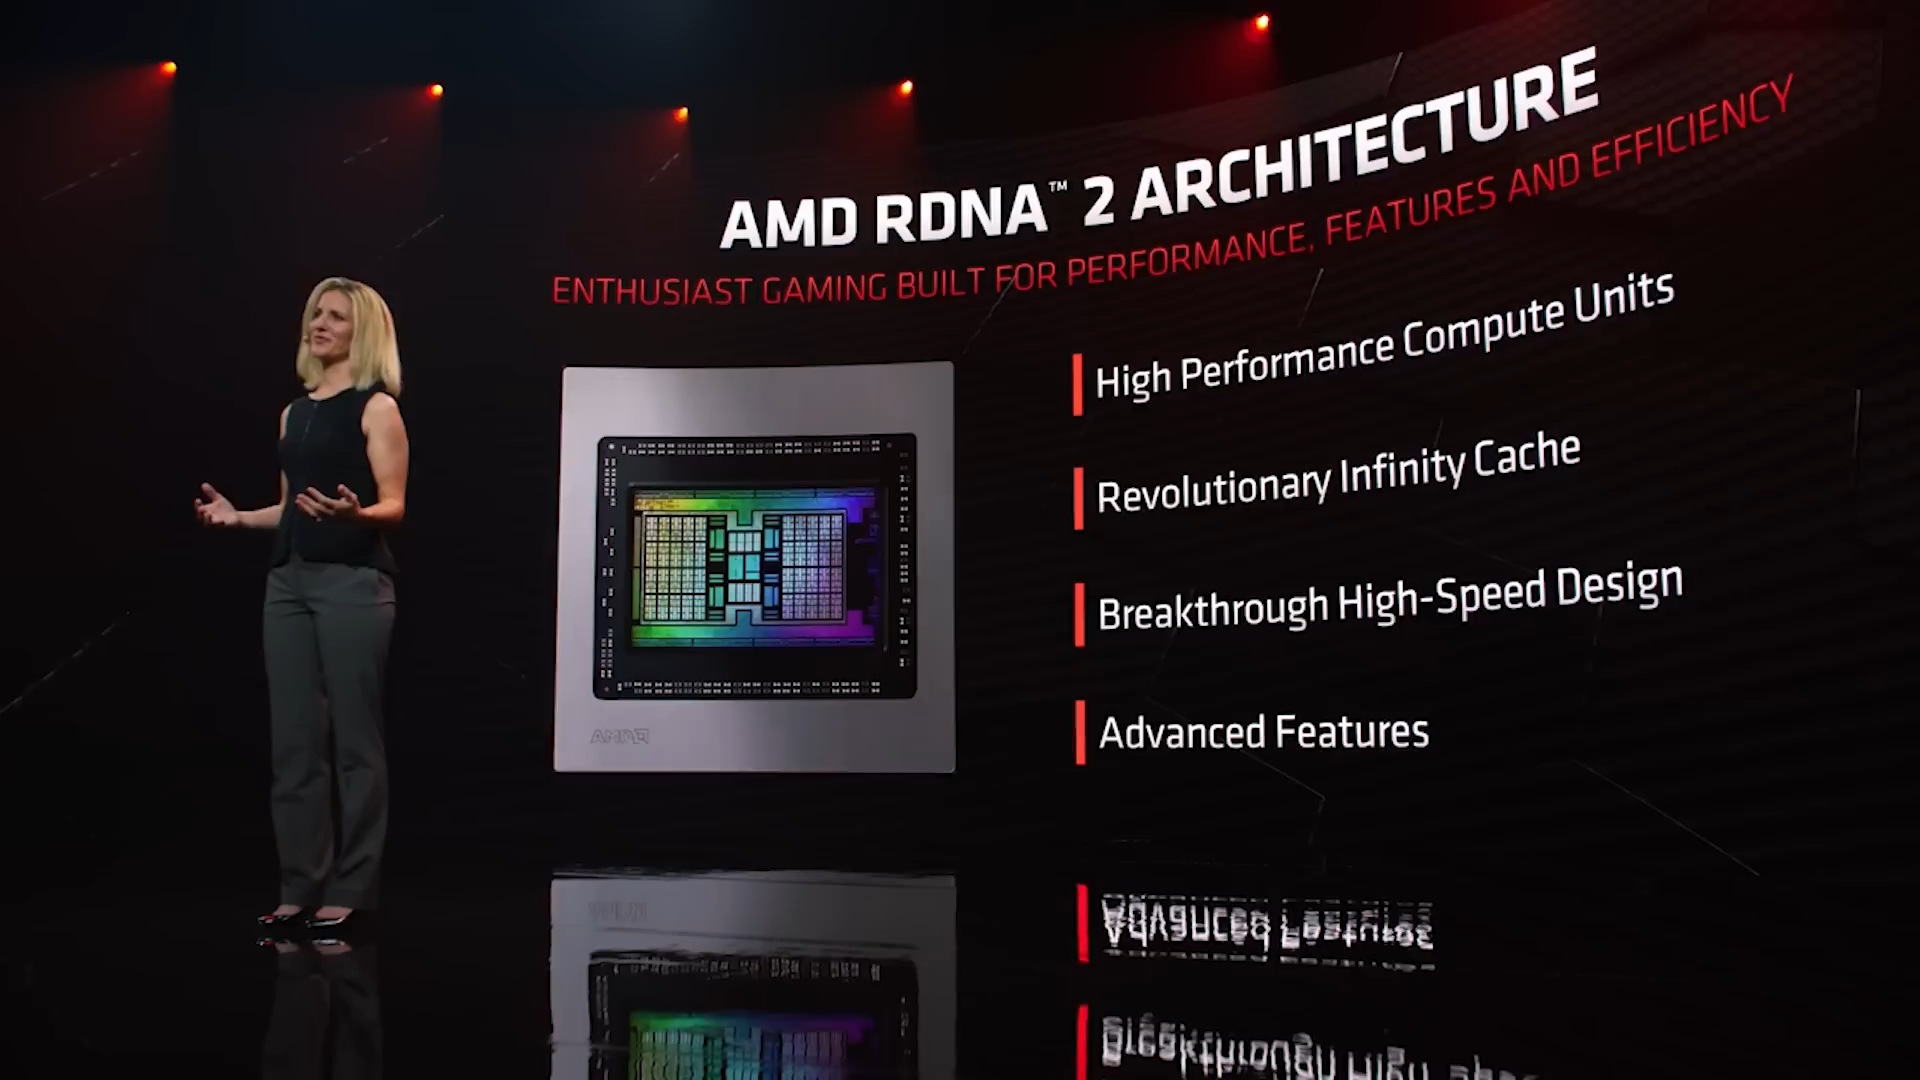 AMD RDNA™ 2 ARCHITECTURE
ENTHUSIAST GAMING BUILT FOR PERFORMANCE, FEATURES AND EFFICIENCY
High Performance Compute Units
Revolutionary Infinity Cache
Breakthrough High-Speed Design
Advanced Features
AMD